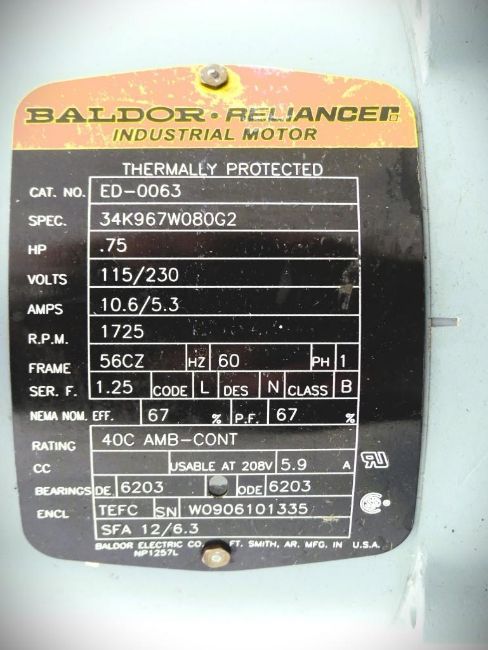 BALDOR • RELIANCER
INDUSTRIAL MOTOR
THERMALLY PROTECTED
CAT. NO. ED-0063
SPEC. 34K967W080G2
HP .75
VOLTS 115/230
AMPS 10.6/5.3
R.P.M. 1725
FRAME 56CZ HZ 60 PH 1
SER. F. 1.25 CODE L DES N CLASS B
NEMA NOM. EFF. 67 % P.F. 67 %
RATING 40C AMB-CONT
CC USABLE AT 208V 5.9 A
BEARINGS DE 6203 ODE 6203
ENCL TEFC SN W0906101335
SFA 12/6.3
BALDOR ELECTRIC CO. FT. SMITH, AR. MFG. IN U.S.A.
NP1257L